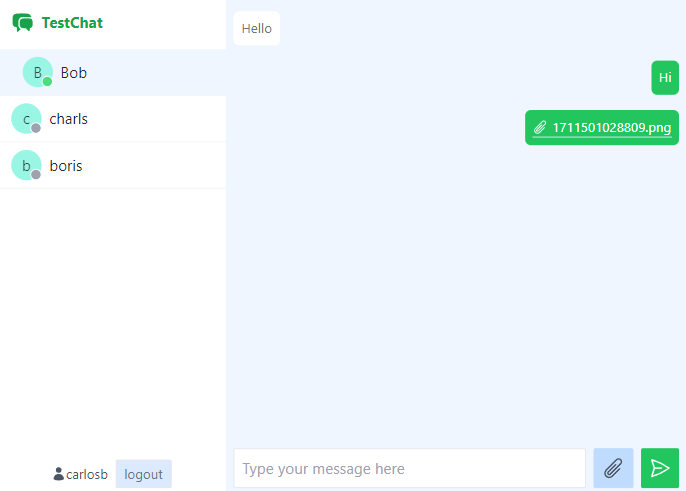 TestChat
B Bob
c charls
b boris
carlosb logout
Hello
Hi
1711501028809.png
Type your message here